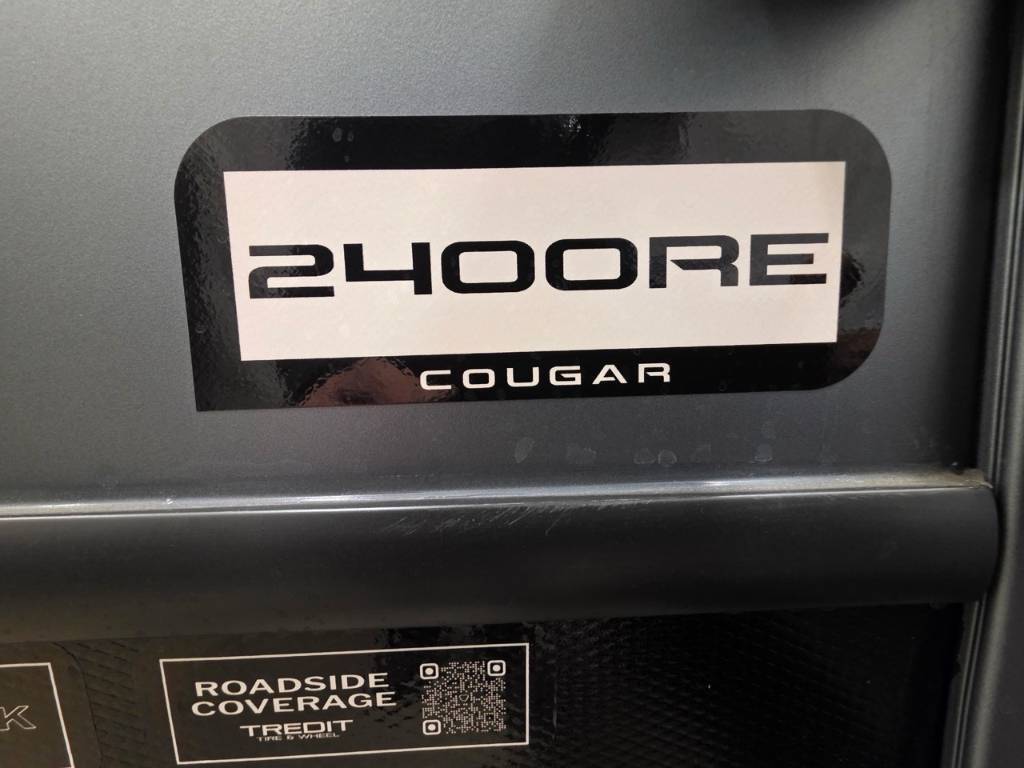 2400RE
COUGAR
K
ROADSIDE
COVERAGE
TREDIT
TIRE & WHEEL